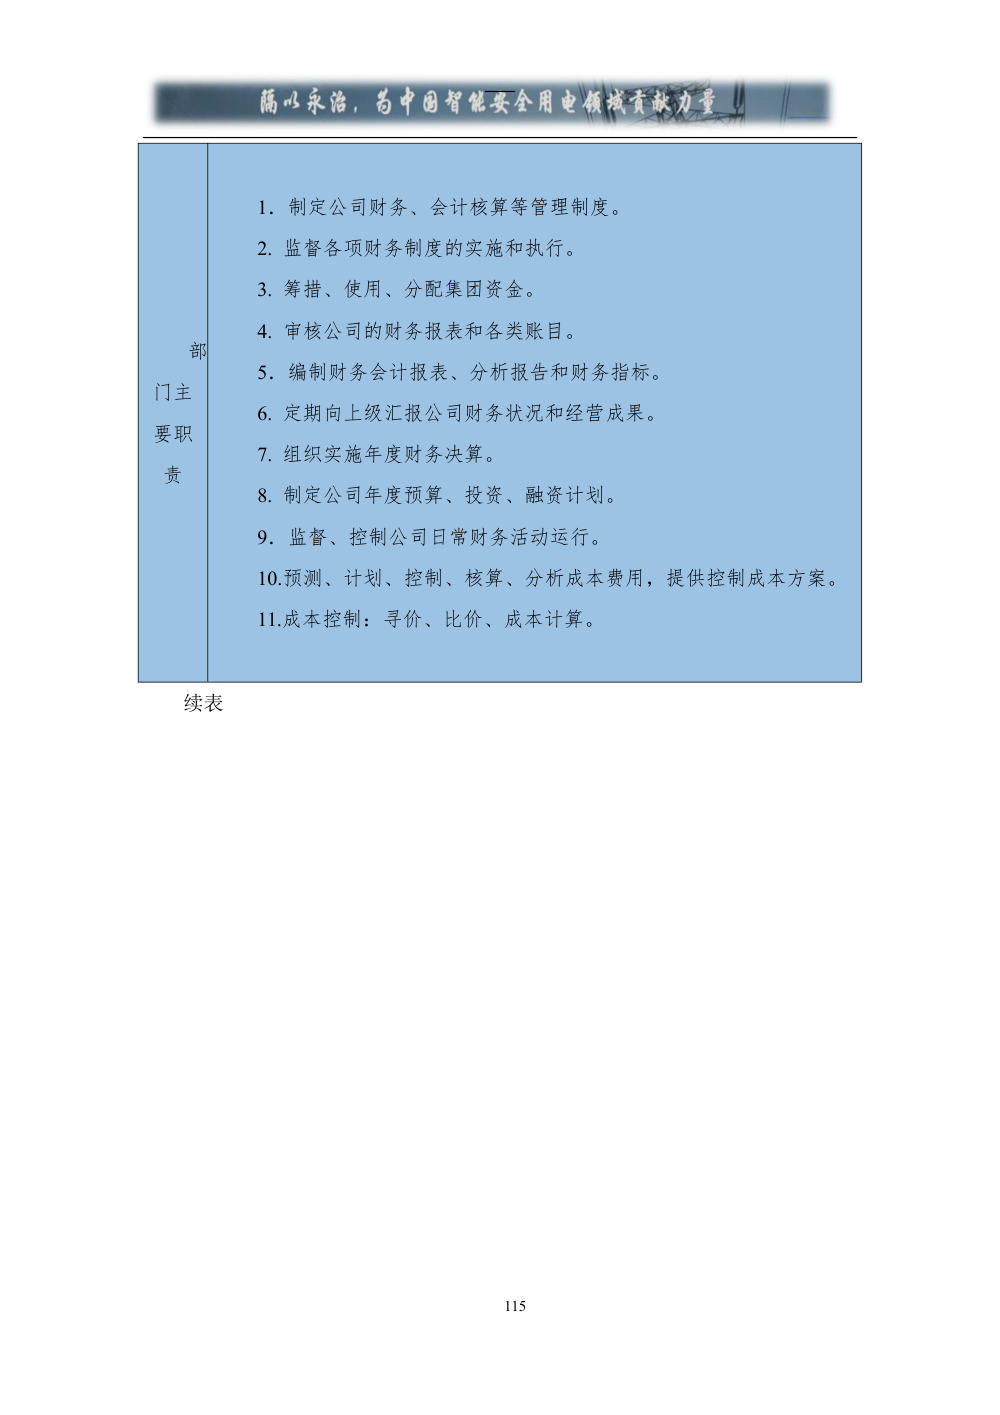 隔以永治，为中国智能安全用电领域贡献力量
部
门主
要职
责
1. 制定公司财务、会计核算等管理制度。
2. 监督各项财务制度的实施和执行。
3. 筹措、使用、分配集团资金。
4. 审核公司的财务报表和各类账目。
5. 编制财务会计报表、分析报告和财务指标。
6. 定期向上级汇报公司财务状况和经营成果。
7. 组织实施年度财务决算。
8. 制定公司年度预算、投资、融资计划。
9. 监督、控制公司日常财务活动运行。
10.预测、计划、控制、核算、分析成本费用，提供控制成本方案。
11.成本控制：寻价、比价、成本计算。
续表
115